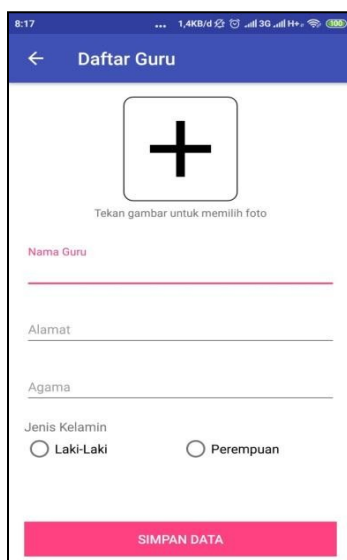 8:17 ... 1,4KB/d 3G H+ 100
Daftar Guru
Tekan gambar untuk memilih foto
Nama Guru
Alamat
Agama
Jenis Kelamin
Laki-Laki Perempuan
SIMPAN DATA